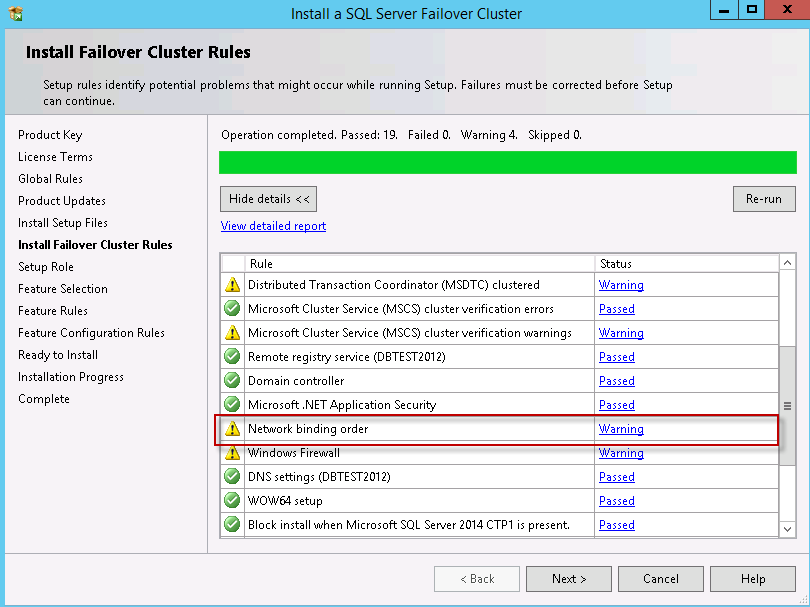 Install a SQL Server Failover Cluster
Install Failover Cluster Rules
Setup rules identify potential problems that might occur while running Setup. Failures must be corrected before Setup
can continue.
Product Key
License Terms
Global Rules
Product Updates
Install Setup Files
Install Failover Cluster Rules
Setup Role
Feature Selection
Feature Rules
Feature Configuration Rules
Ready to Install
Installation Progress
Complete
Operation completed. Passed: 19. Failed 0. Warning 4. Skipped 0.
Hide details <<
Re-run
View detailed report
Rule Status
Distributed Transaction Coordinator (MSDTC) clustered Warning
Microsoft Cluster Service (MSCS) cluster verification errors Passed
Microsoft Cluster Service (MSCS) cluster verification warnings Warning
Remote registry service (DBTEST2012) Passed
Domain controller Passed
Microsoft .NET Application Security Passed
Network binding order Warning
Windows Firewall Warning
DNS settings (DBTEST2012) Passed
WOW64 setup Passed
Block install when Microsoft SQL Server 2014 CTP1 is present. Passed
< Back
Next >
Cancel
Help